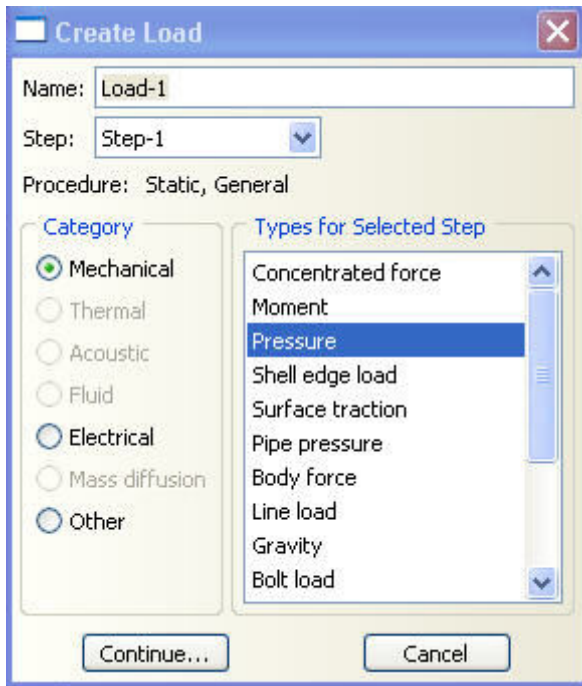 Create Load
Name: Load-1
Step: Step-1
Procedure: Static, General
Category
Mechanical
Thermal
Acoustic
Fluid
Electrical
Mass diffusion
Other
Types for Selected Step
Concentrated force
Moment
Pressure
Shell edge load
Surface traction
Pipe pressure
Body force
Line load
Gravity
Bolt load
Continue... Cancel